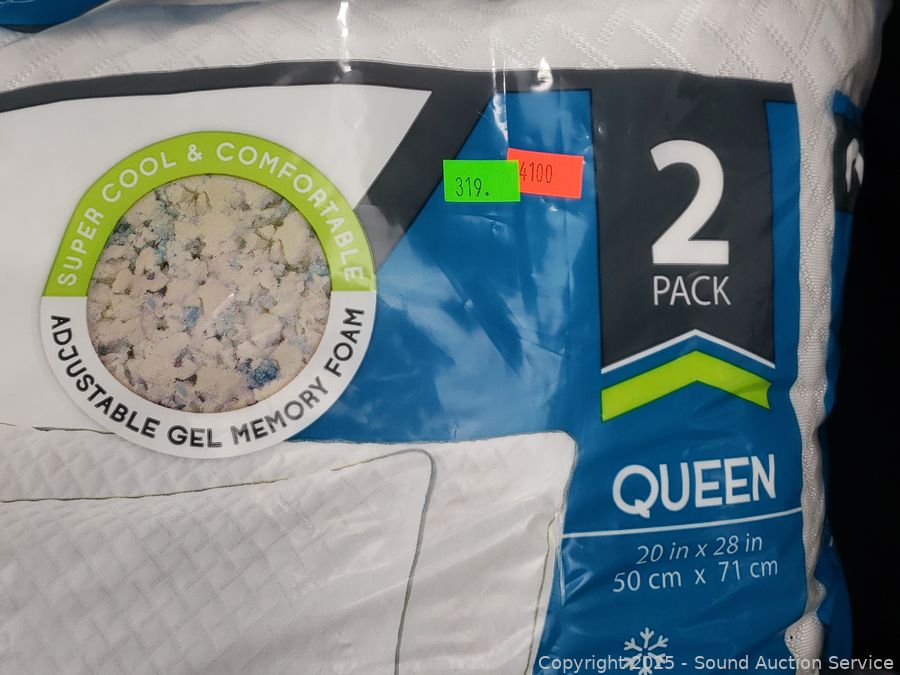 SUPER COOL & COMFORTABLE
ADJUSTABLE GEL MEMORY FOAM
319.
4100
2
PACK
QUEEN
20 in x 28 in
50 cm x 71 cm
Copyright 2025 - Sound Auction Service